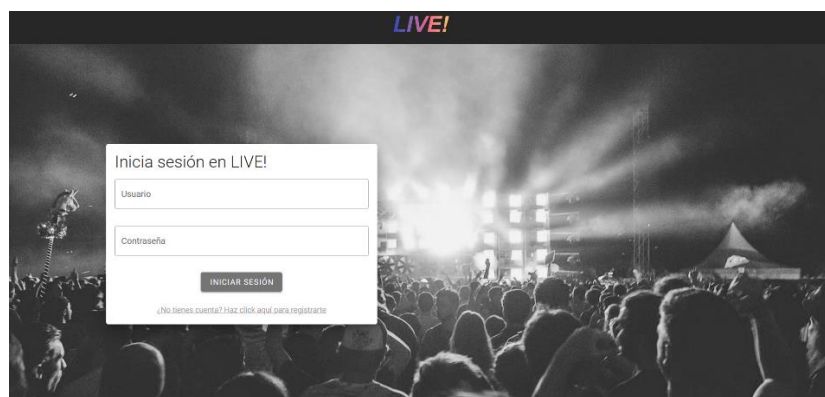 LIVE!
Inicia sesión en LIVE!
Usuario
Contraseña
INICIAR SESIÓN
¿No tienes cuenta? Haz click aquí para registrarte